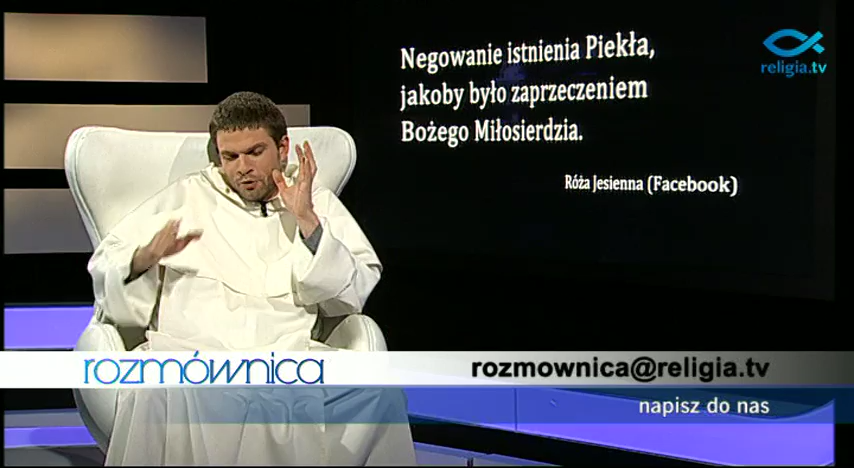 Negowanie istnienia Piekła,
jakoby było zaprzeczeniem
Bożego Miłosierdzia.
Róża Jesienna (Facebook)
religia.tv
rozmównica
rozmownica@religia.tv
napisz do nas